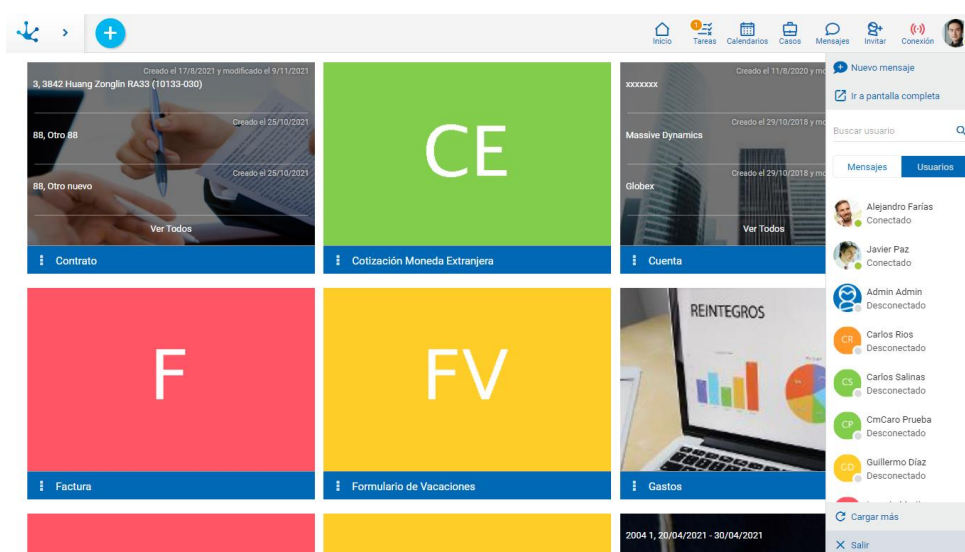 1
Inicio
Tareas
Calendarios
Casos
Mensajes
Invitar
Conexión
Creado el 17/8/2021 y modificado el 9/11/2021
3, 3842 Huang Zonglin RA33 (10133-030)
Creado el 25/10/2021
88, Otro 88
Creado el 25/10/2021
88, Otro nuevo
Ver Todos
Contrato
CE
Cotización Moneda Extranjera
Creado el 11/8/2020 y mo
xxxxxxx
Creado el 29/10/2018 y mo
Massive Dynamics
Creado el 29/10/2018 y mo
Globex
Ver Todos
Cuenta
F
Factura
FV
Formulario de Vacaciones
REINTEGROS
Gastos
2004 1, 20/04/2021 - 30/04/2021
Nuevo mensaje
Ir a pantalla completa
Buscar usuario
Mensajes
Usuarios
Alejandro Farías
Conectado
Javier Paz
Conectado
Admin Admin
Desconectado
CR
Carlos Rios
Desconectado
CS
Carlos Salinas
Desconectado
CP
CmCaro Prueba
Desconectado
GD
Guillermo Díaz
Desconectado
Cargar más
Salir